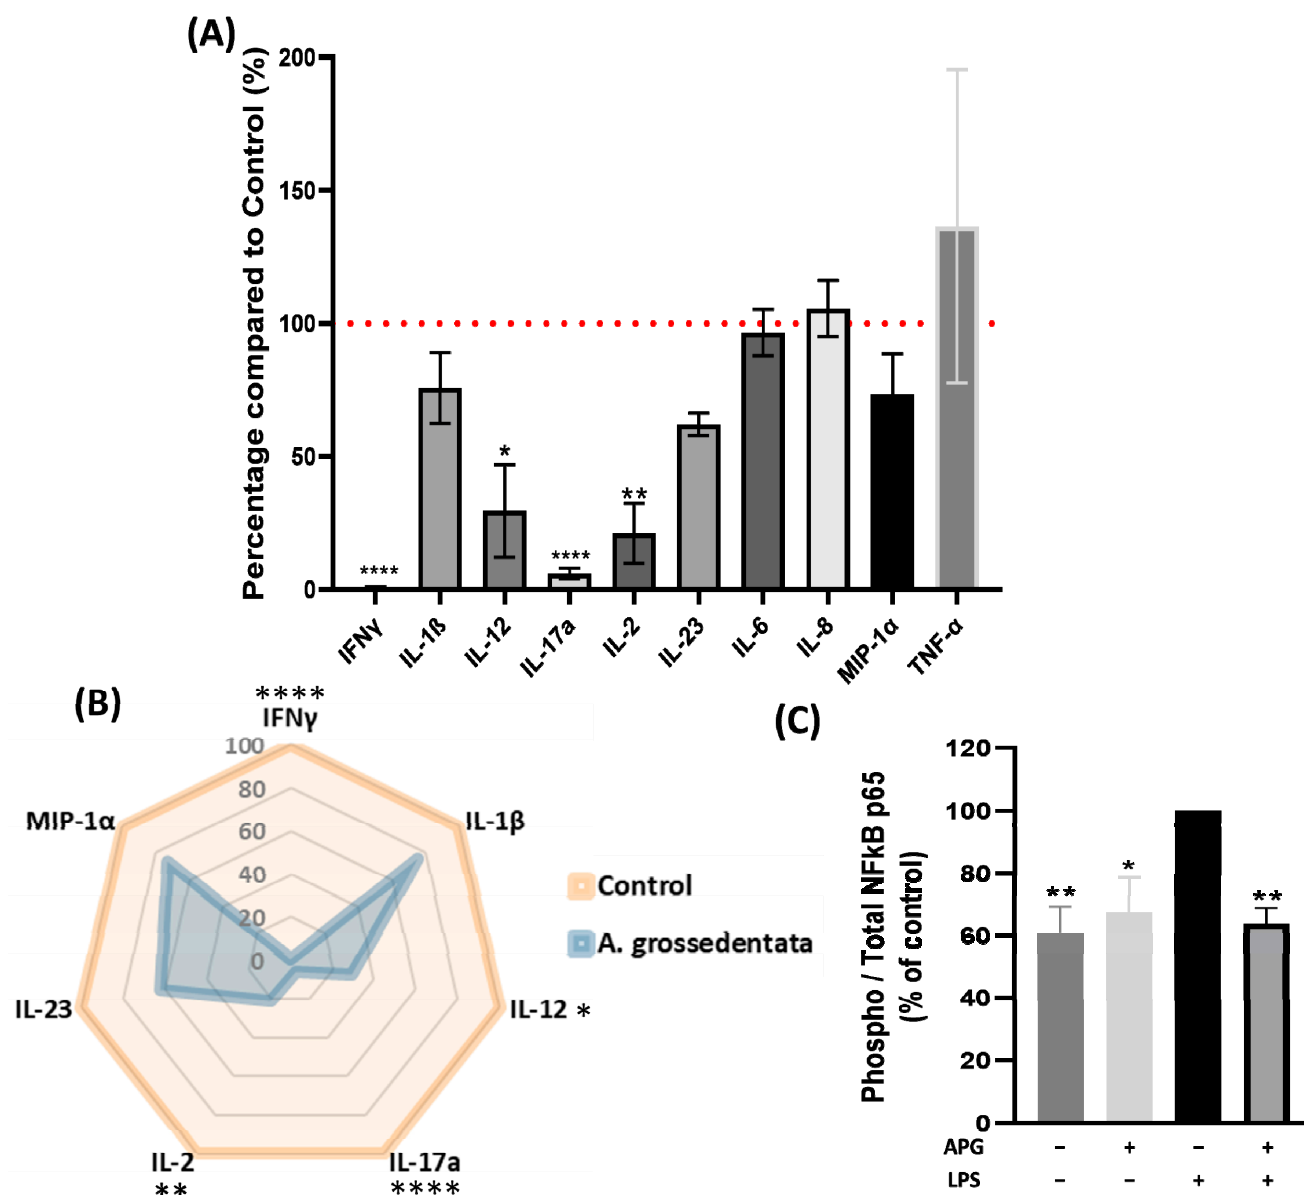 (A)
Percentage compared to Control (%)
200
150
100
50
0
*
**
****
****
IFNγ
IL-1ß
IL-12
IL-17a
IL-2
IL-23
IL-6
IL-8
MIP-1α
TNF-α
(B)
****
IFNγ
100
80
60
40
20
0
MIP-1α
IL-1β
IL-23
IL-12 *
IL-2
**
IL-17a
****
Control
A. grossedentata
(C)
Phospho / Total NFkB p65
(% of control)
120
100
80
60
40
20
0
**
*
**
APG - + - +
LPS - - + +